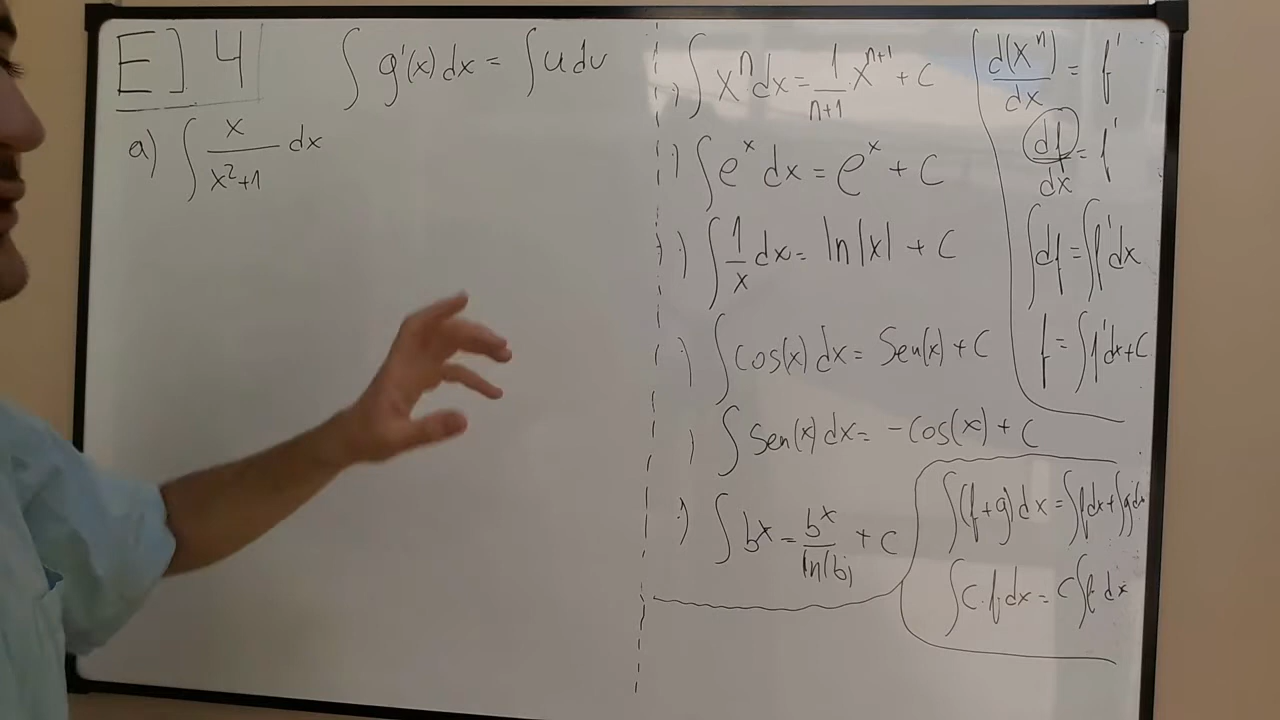 E] 4
∫ g'(x) dx = ∫ u du
a) ∫ x/(x²+1) dx
∫ xⁿ dx = 1/(n+1) xⁿ⁺¹ + C
∫ eˣ dx = eˣ + C
∫ 1/x dx = ln|x| + C
∫ Cos(x) dx = Sen(x) + C
∫ Sen(x) dx = -Cos(x) + C
∫ bˣ = bˣ/ln(b) + C
d(xⁿ)/dx = f'
df/dx = f'
∫ df = ∫ f' dx
f = ∫ f' dx + C
∫ (f+g) dx = ∫ f dx + ∫ g dx
∫ C·f dx = C ∫ f dx